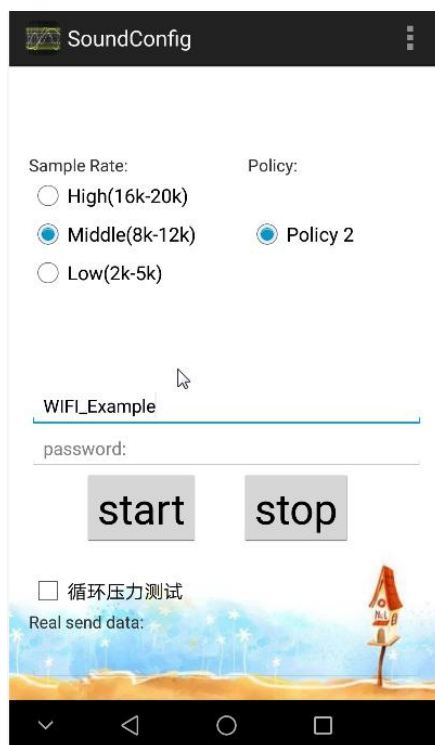 SoundConfig
Sample Rate:
Policy:
High(16k-20k)
Middle(8k-12k)
Policy 2
Low(2k-5k)
WIFI_Example
password:
start
stop
循环压力测试
Real send data: